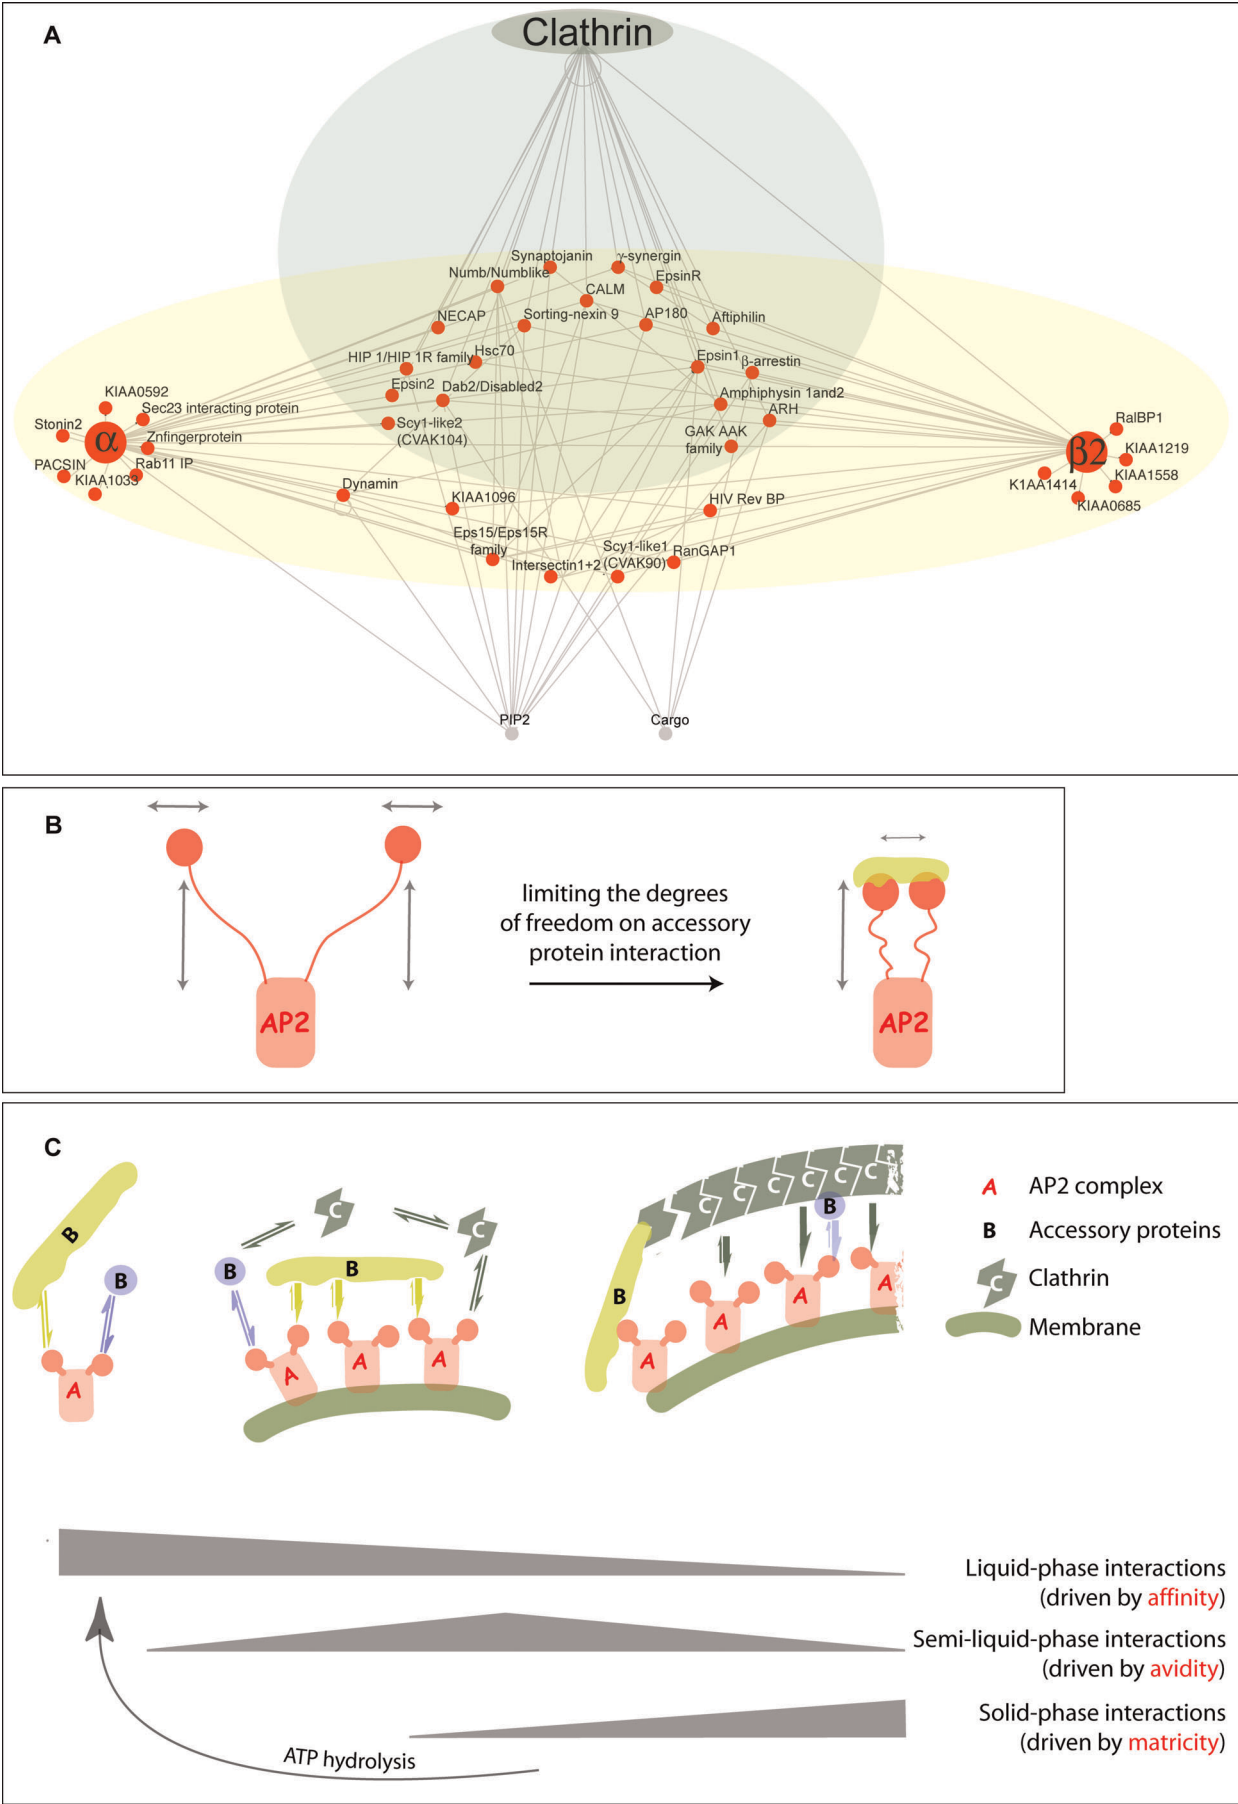 A
Clathrin
Synaptojanin
γ-synergin
Numb/Numblike
EpsinR
CALM
NECAP
Sorting-nexin 9
AP180
Aftiphilin
HIP 1/HIP 1R family
Hsc70
Epsin1
β-arrestin
Epsin2
Dab2/Disabled2
Amphiphysin 1and2
KIAA0592
Sec23 interacting protein
ARH
Stonin2
Scy1-like2
(CVAK104)
GAK AAK
family
RalBP1
α
Znfingerprotein
β2
KIAA1219
PACSIN
Rab11 IP
KIAA1033
K1AA1414
KIAA1558
KIAA0685
Dynamin
KIAA1096
HIV Rev BP
Eps15/Eps15R
family
Scy1-like1
(CVAK90)
RanGAP1
Intersectin1+2
PIP2
Cargo
B
limiting the degrees
of freedom on accessory
protein interaction
AP2
AP2
C
B
B
A
C
C
B
B
A
A
A
C
C
C
C
C
C
B
B
A
A
A
A
A AP2 complex
B Accessory proteins
C Clathrin
Membrane
Liquid-phase interactions
(driven by affinity)
Semi-liquid-phase interactions
(driven by avidity)
Solid-phase interactions
(driven by matricity)
ATP hydrolysis